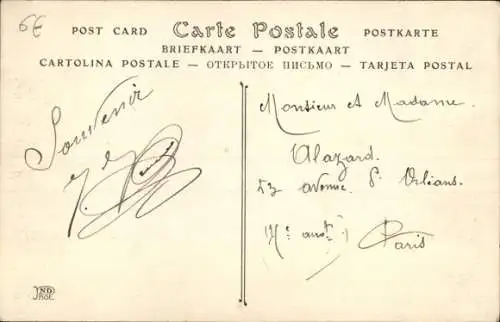 6€
POST CARD Carte Postale POSTKARTE
BRIEFKAART — POSTKAART
CARTOLINA POSTALE — ОТКРЫТОЕ ПИСЬМО — TARJETA POSTAL
Souvenir
Monsieur et Madame
Alazard.
53 avenue d'Orléans.
Paris
ND
PHOT